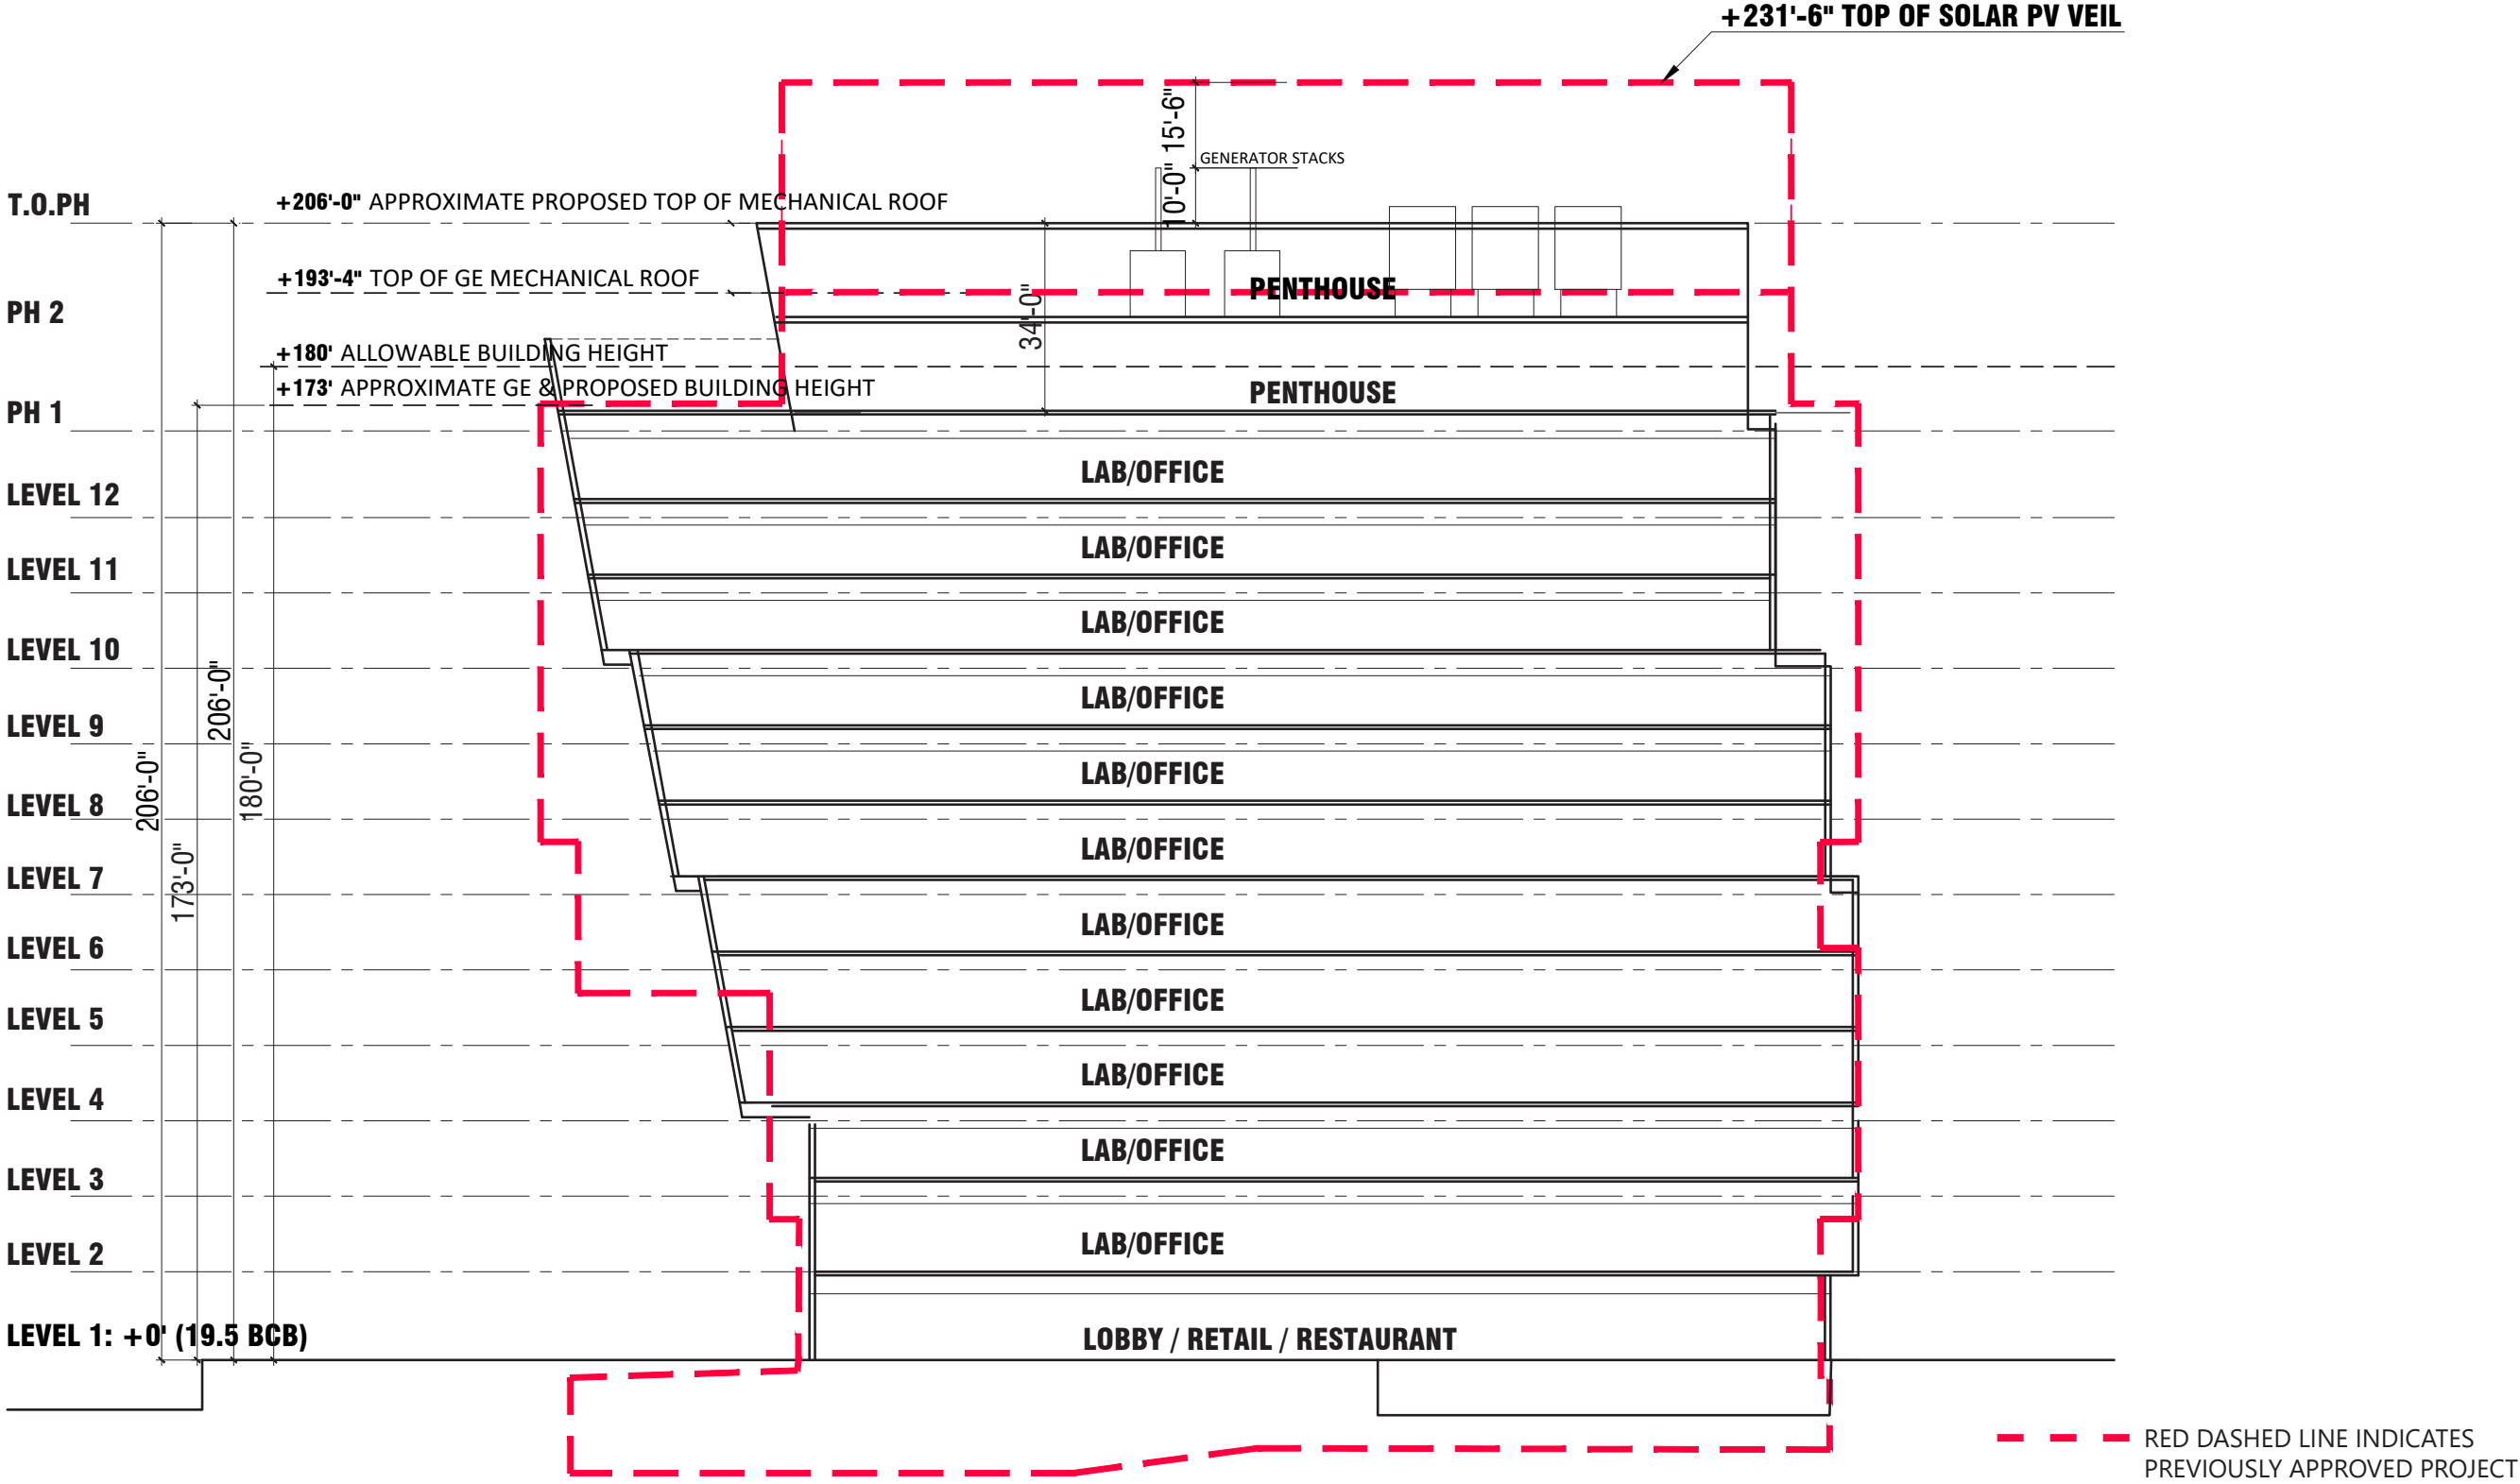 +231'-6" TOP OF SOLAR PV VEIL
15'-6"
GENERATOR STACKS
10'-0"
T.O.PH
+206'-0" APPROXIMATE PROPOSED TOP OF MECHANICAL ROOF
+193'-4" TOP OF GE MECHANICAL ROOF
PENTHOUSE
PH 2
34'-0"
+180' ALLOWABLE BUILDING HEIGHT
+173' APPROXIMATE GE & PROPOSED BUILDING HEIGHT
PENTHOUSE
PH 1
LAB/OFFICE
LEVEL 12
LAB/OFFICE
LEVEL 11
LAB/OFFICE
LEVEL 10
206'-0"
LAB/OFFICE
LEVEL 9
LAB/OFFICE
180'-0"
206'-0"
LEVEL 8
LAB/OFFICE
LEVEL 7
173'-0"
LAB/OFFICE
LEVEL 6
LAB/OFFICE
LEVEL 5
LAB/OFFICE
LEVEL 4
LAB/OFFICE
LEVEL 3
LAB/OFFICE
LEVEL 2
LEVEL 1: +0' (19.5 BCB)
LOBBY / RETAIL / RESTAURANT
RED DASHED LINE INDICATES
PREVIOUSLY APPROVED PROJECT